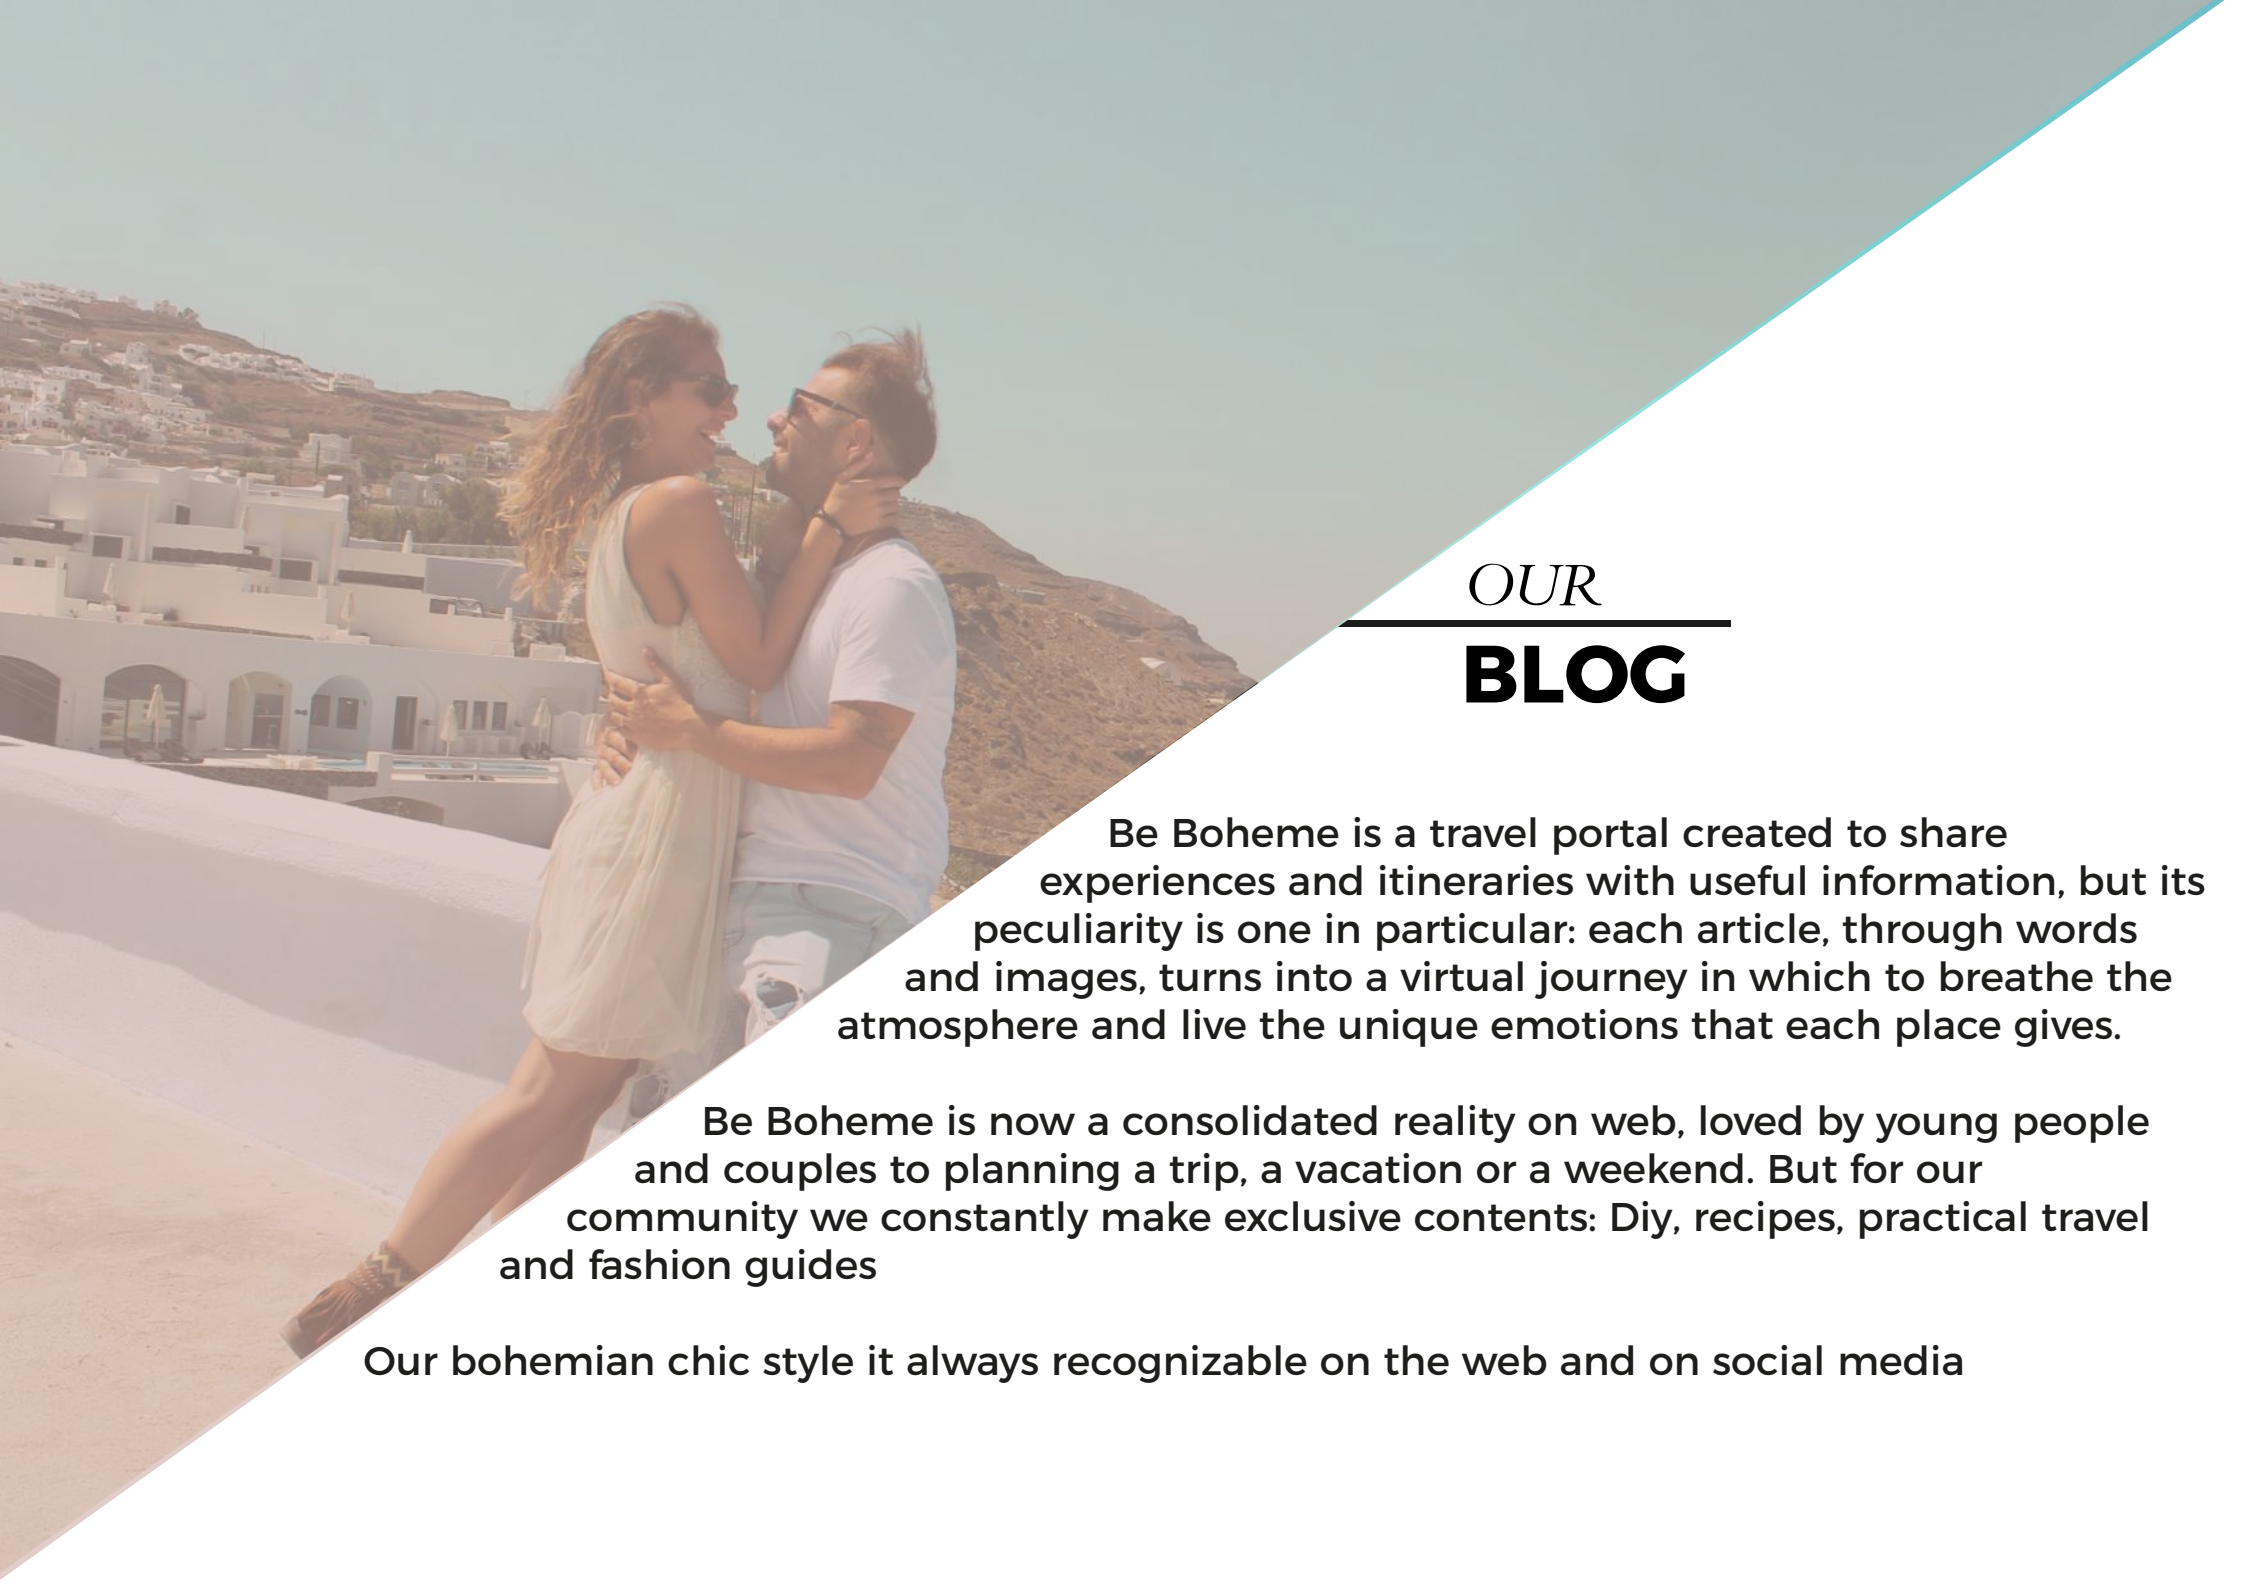 OUR
BLOG
Be Boheme is a travel portal created to share
experiences and itineraries with useful information, but its
peculiarity is one in particular: each article, through words
and images, turns into a virtual journey in which to breathe the
atmosphere and live the unique emotions that each place gives.
Be Boheme is now a consolidated reality on web, loved by young people
and couples to planning a trip, a vacation or a weekend. But for our
community we constantly make exclusive contents: Diy, recipes, practical travel
and fashion guides
Our bohemian chic style it always recognizable on the web and on social media